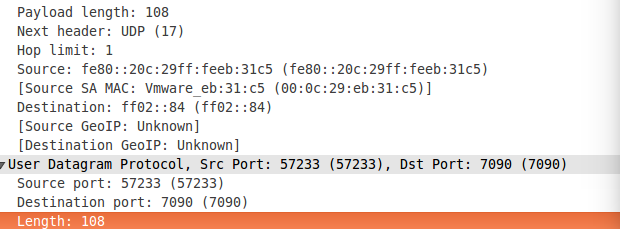 Payload length: 108
Next header: UDP (17)
Hop limit: 1
Source: fe80::20c:29ff:feeb:31c5 (fe80::20c:29ff:feeb:31c5)
[Source SA MAC: Vmware_eb:31:c5 (00:0c:29:eb:31:c5)]
Destination: ff02::84 (ff02::84)
[Source GeoIP: Unknown]
[Destination GeoIP: Unknown]
User Datagram Protocol, Src Port: 57233 (57233), Dst Port: 7090 (7090)
Source port: 57233 (57233)
Destination port: 7090 (7090)
Length: 108